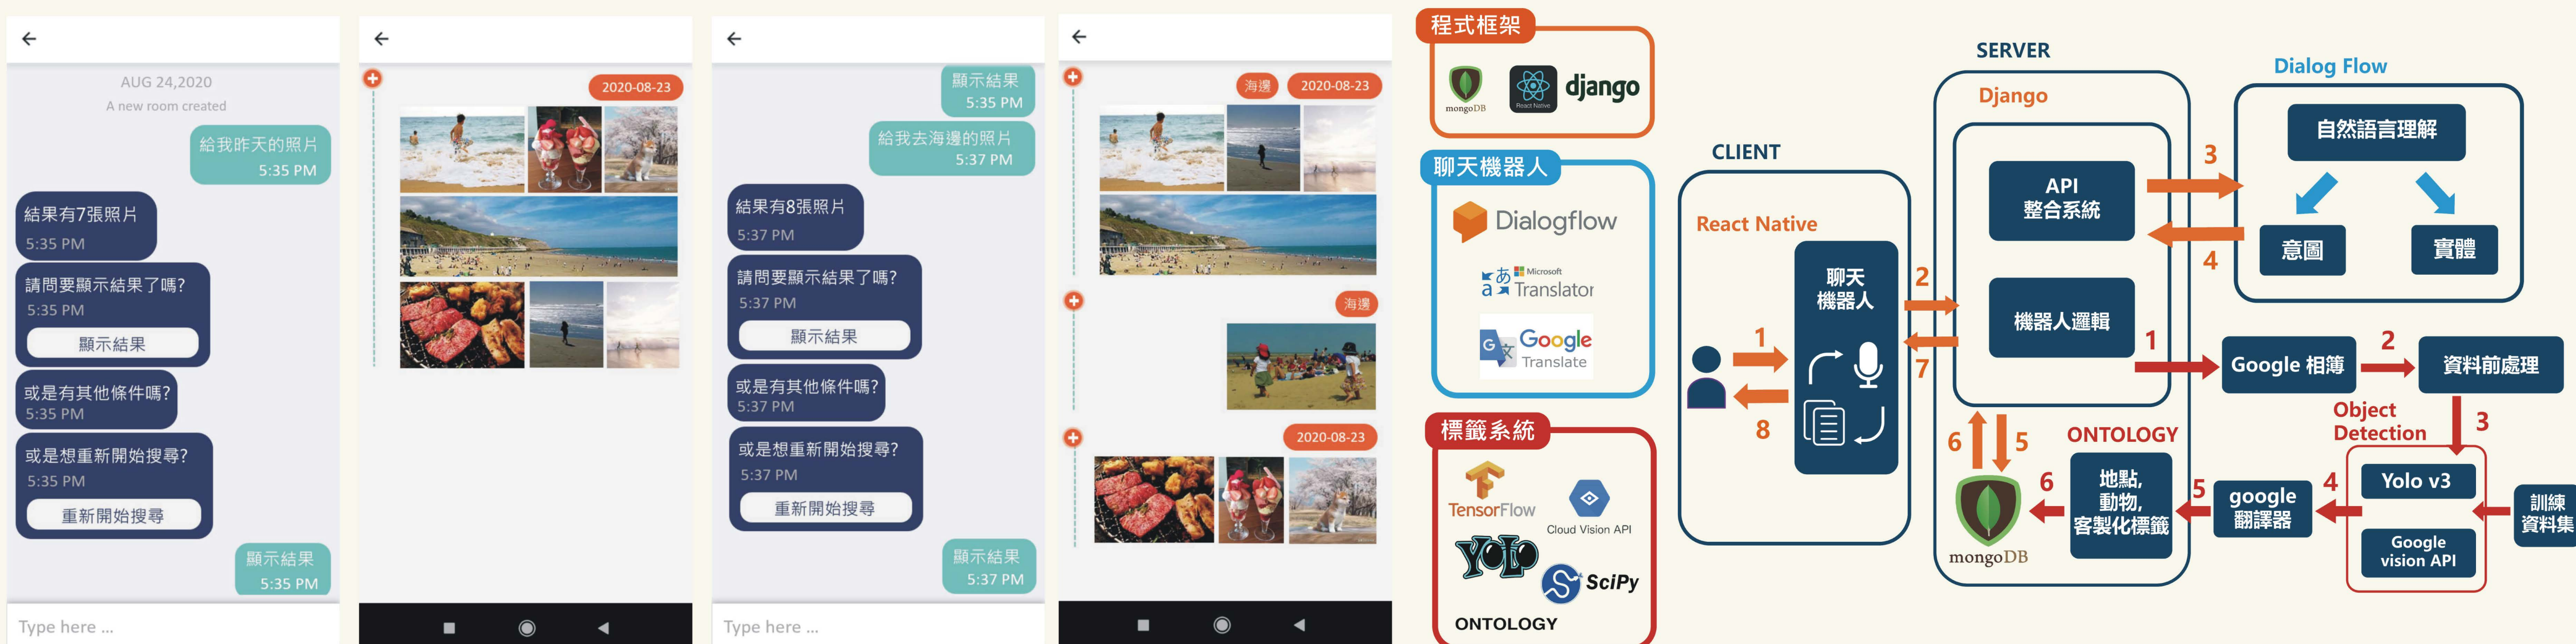 AUG 24,2020
A new room created
給我昨天的照片
5:35 PM
結果有7張照片
5:35 PM
請問要顯示結果了嗎?
5:35 PM
顯示結果
或是有其他條件嗎?
5:35 PM
或是想重新開始搜尋?
5:35 PM
重新開始搜尋
顯示結果
5:35 PM
Type here ...
2020-08-23
顯示結果
5:35 PM
給我去海邊的照片
5:37 PM
結果有8張照片
5:37 PM
請問要顯示結果了嗎?
5:37 PM
顯示結果
或是有其他條件嗎?
5:37 PM
或是想重新開始搜尋?
5:37 PM
重新開始搜尋
顯示結果
5:37 PM
Type here ...
海邊 2020-08-23
海邊
2020-08-23
程式框架
mongoDB
React Native
django
聊天機器人
Dialogflow
あ
a
Microsoft
Translator
G 文
Google
Translate
標籤系統
TensorFlow
Cloud Vision API
YOLO
SciPy
ONTOLOGY
CLIENT
React Native
聊天
機器人
1
8
2
7
SERVER
Django
API
整合系統
機器人邏輯
3
4
Dialog Flow
自然語言理解
意圖
實體
1
Google 相簿
2
資料前處理
3
Object
Detection
Yolo v3
Google
vision API
訓練
資料集
4
google
翻譯器
5
ONTOLOGY
地點,
動物,
客製化標籤
6
mongoDB
6
5